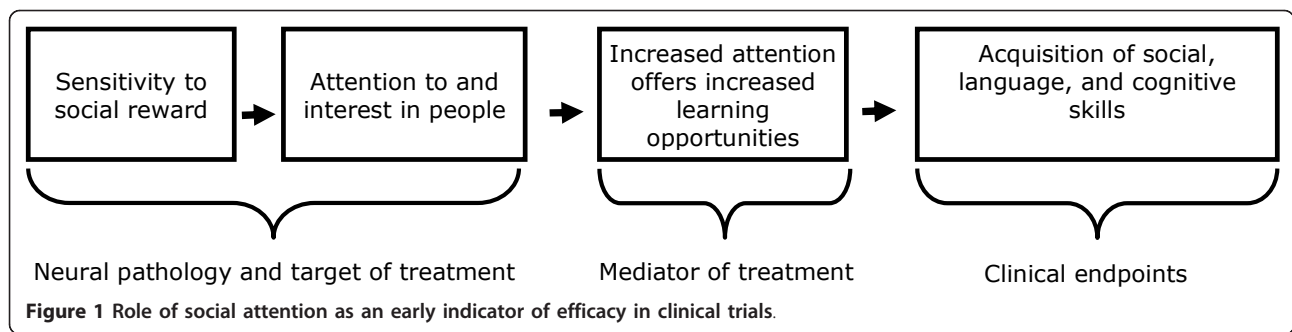 Sensitivity to
social reward
Attention to and
interest in people
Increased attention
offers increased
learning
opportunities
Acquisition of social,
language, and cognitive
skills
Neural pathology and target of treatment
Mediator of treatment
Clinical endpoints
Figure 1 Role of social attention as an early indicator of efficacy in clinical trials.